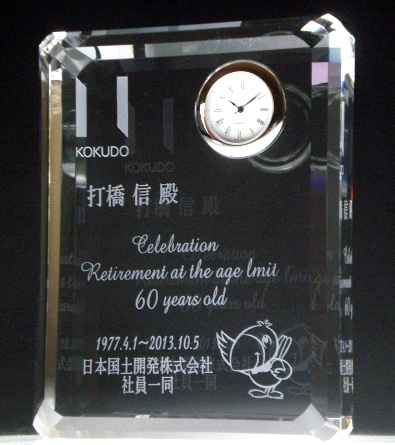 KOKUDO
打橋 信 殿
Celebration
Retirement at the age lmit
60 years old
1977.4.1~2013.10.5
日本国土開発株式会社
社員一同